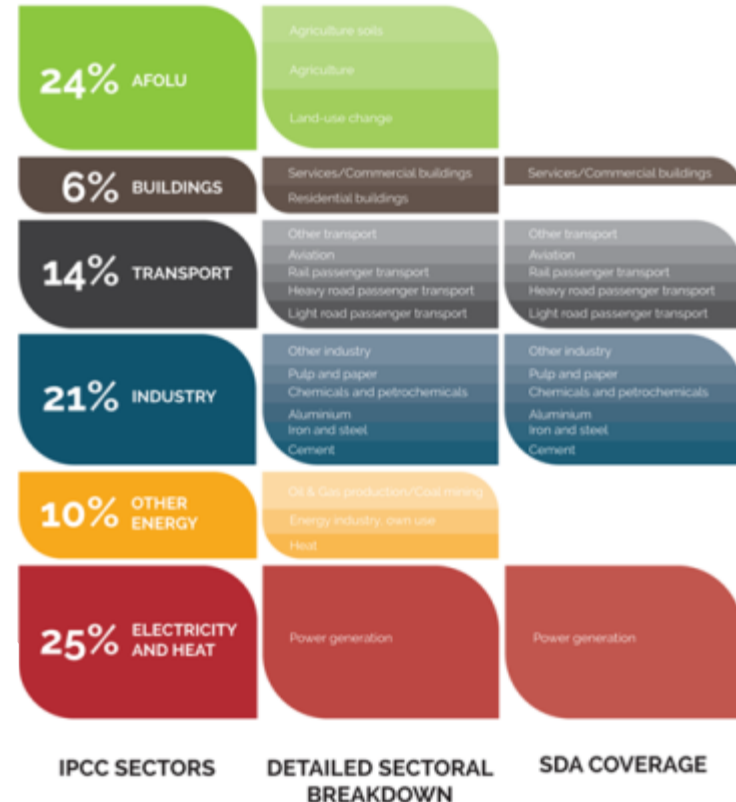 24% AFOLU
Agriculture soils
Agriculture
Land-use change
6% BUILDINGS
Services/Commercial buildings
Residential buildings
Services/Commercial buildings
14% TRANSPORT
Other transport
Aviation
Rail passenger transport
Heavy road passenger transport
Light road passenger transport
Other transport
Aviation
Rail passenger transport
Heavy road passenger transport
Light road passenger transport
21% INDUSTRY
Other industry
Pulp and paper
Chemicals and petrochemicals
Aluminium
Iron and steel
Cement
Other industry
Pulp and paper
Chemicals and petrochemicals
Aluminium
Iron and steel
Cement
10% OTHER
ENERGY
Oil & Gas production/Coal mining
Energy industry, own use
Heat
25% ELECTRICITY
AND HEAT
Power generation
Power generation
IPCC SECTORS
DETAILED SECTORAL
BREAKDOWN
SDA COVERAGE